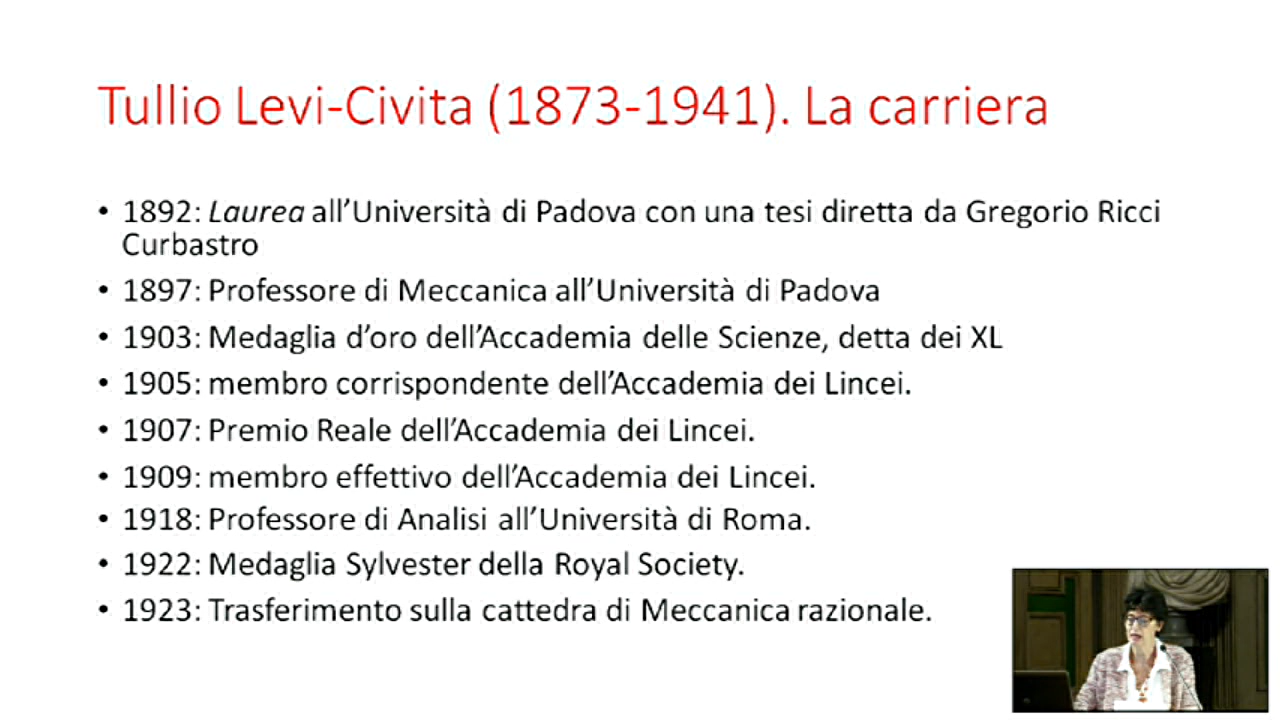 Tullio Levi-Civita (1873-1941). La carriera
• 1892: Laurea all’Università di Padova con una tesi diretta da Gregorio Ricci
Curbastro
• 1897: Professore di Meccanica all’Università di Padova
• 1903: Medaglia d’oro dell’Accademia delle Scienze, detta dei XL
• 1905: membro corrispondente dell’Accademia dei Lincei.
• 1907: Premio Reale dell’Accademia dei Lincei.
• 1909: membro effettivo dell’Accademia dei Lincei.
• 1918: Professore di Analisi all’Università di Roma.
• 1922: Medaglia Sylvester della Royal Society.
• 1923: Trasferimento sulla cattedra di Meccanica razionale.